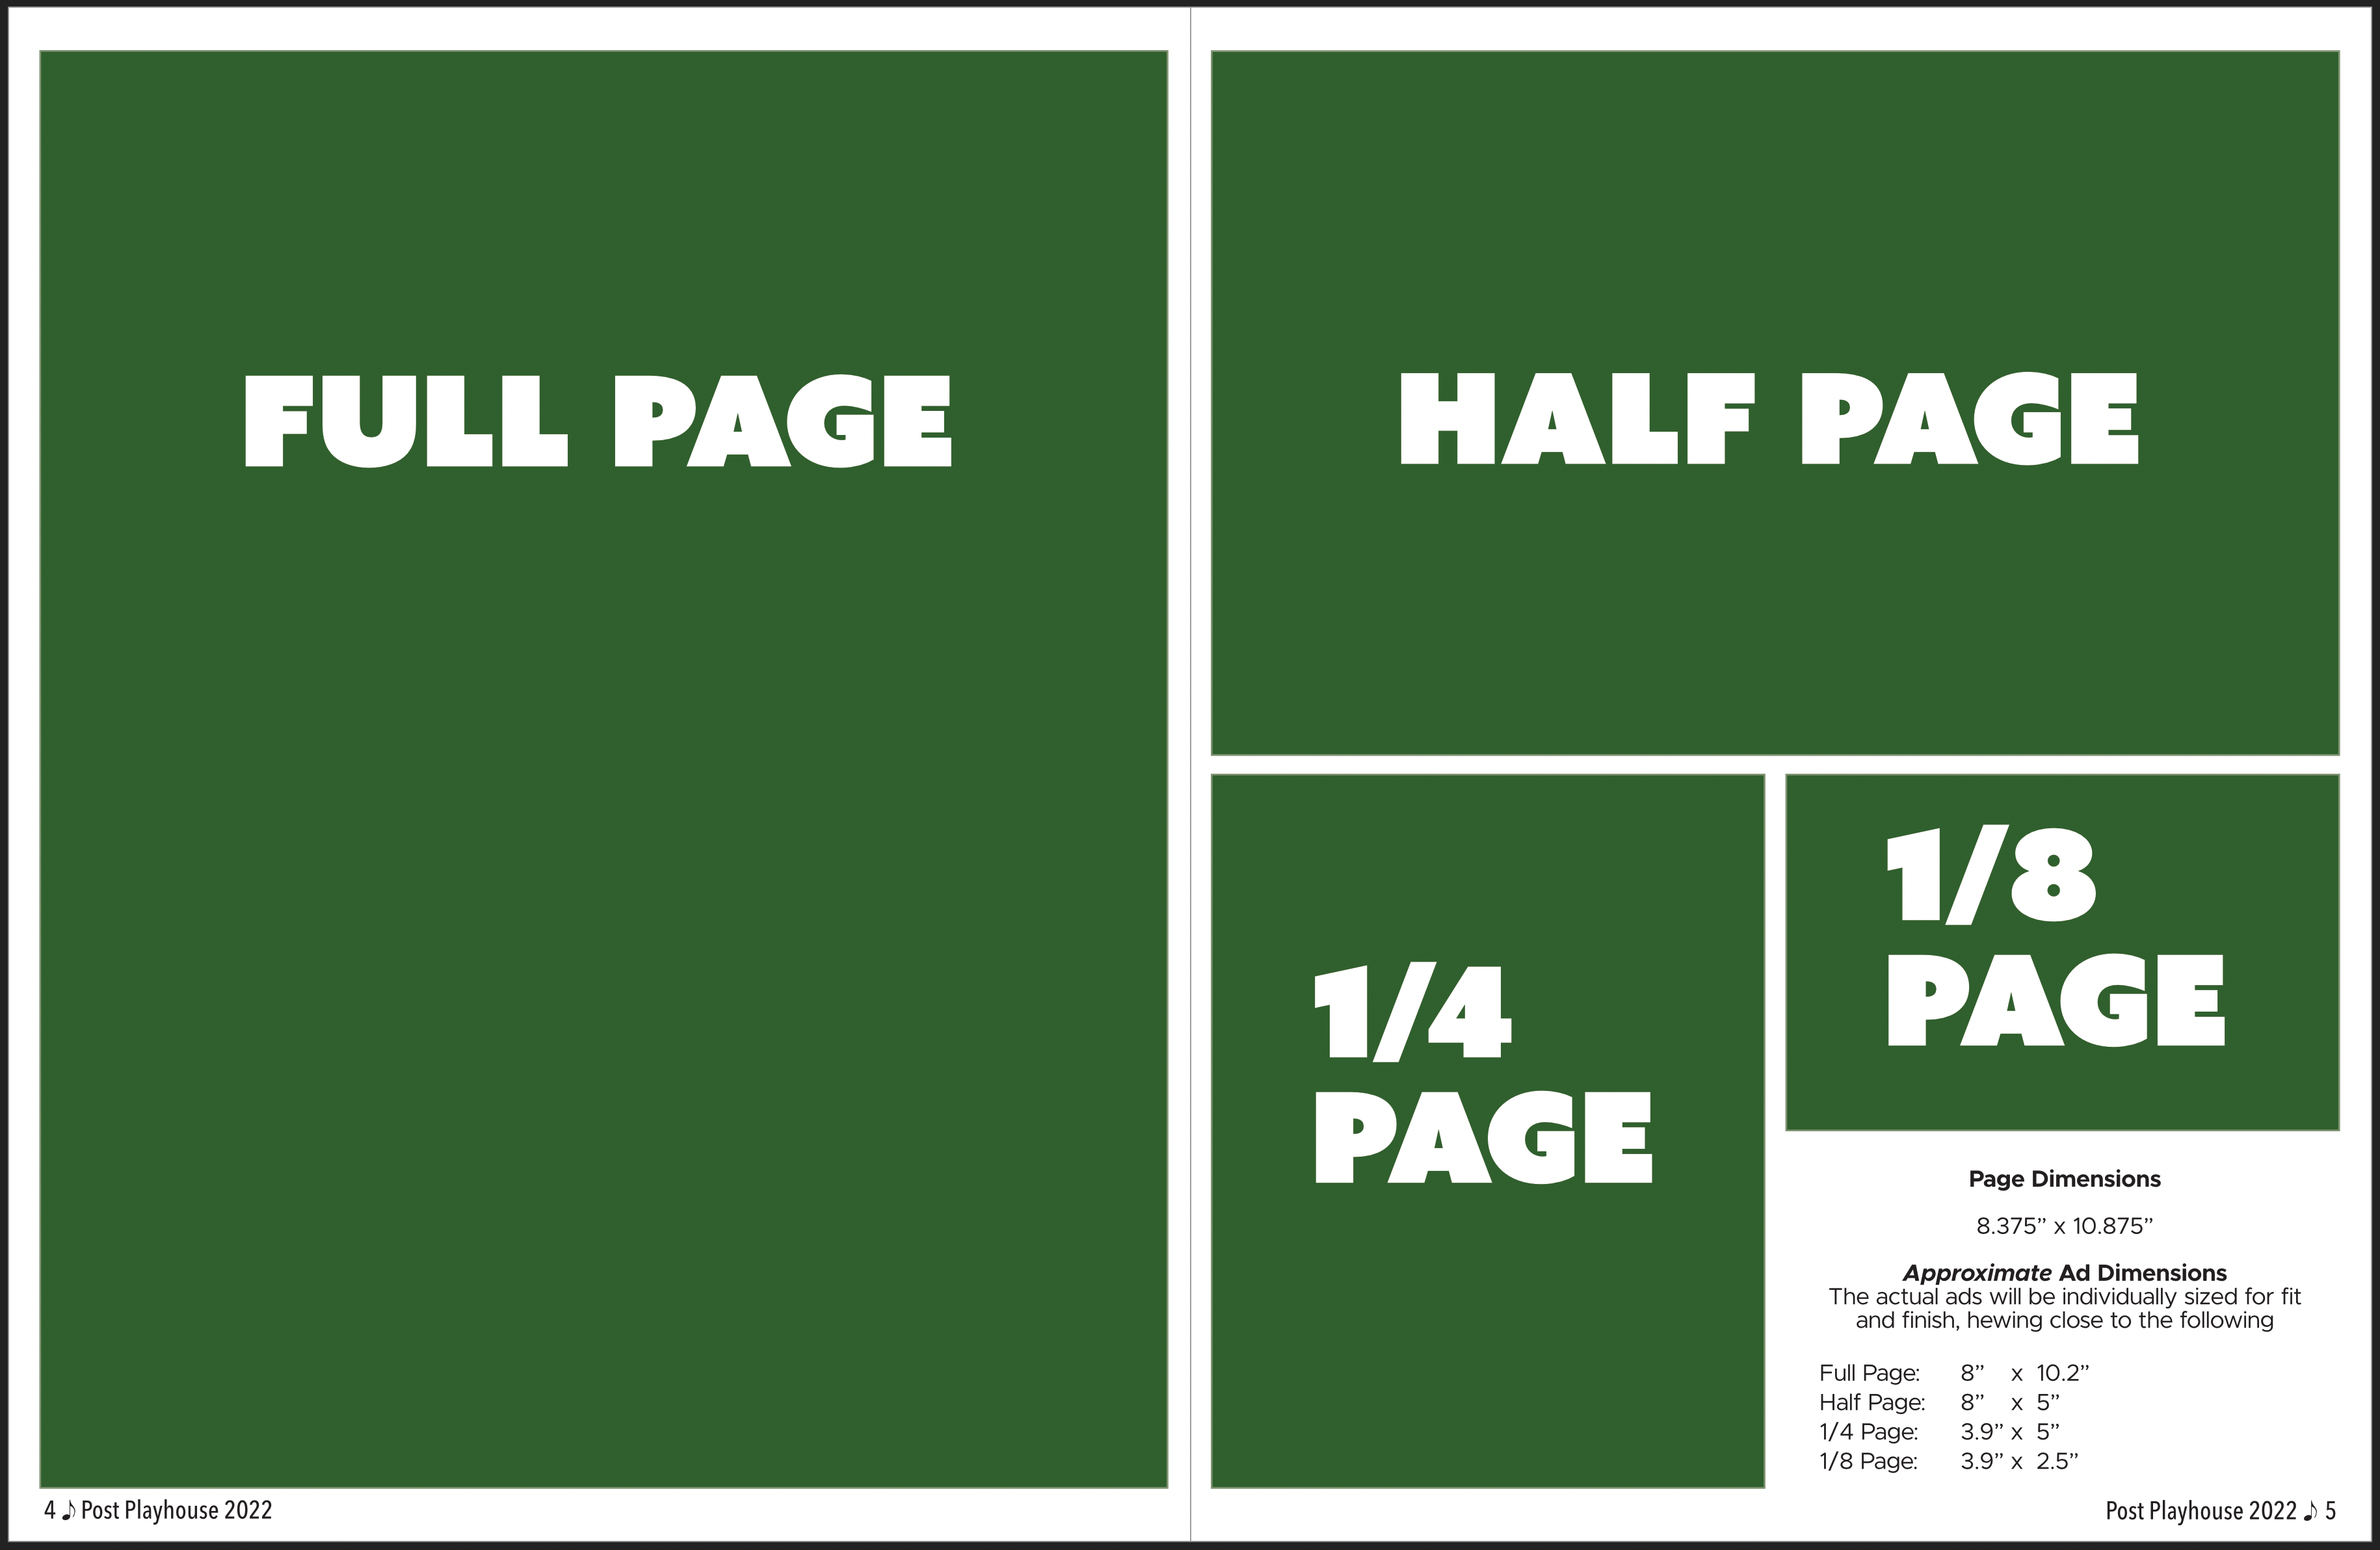 FULL PAGE
4 ♪ Post Playhouse 2022
HALF PAGE
1/4
PAGE
1/8
PAGE
Page Dimensions
8.375” x 10.875”
Approximate Ad Dimensions
The actual ads will be individually sized for fit
and finish, hewing close to the following
Full Page: 8” x 10.2”
Half Page: 8” x 5”
1/4 Page: 3.9” x 5”
1/8 Page: 3.9” x 2.5”
Post Playhouse 2022 ♪ 5